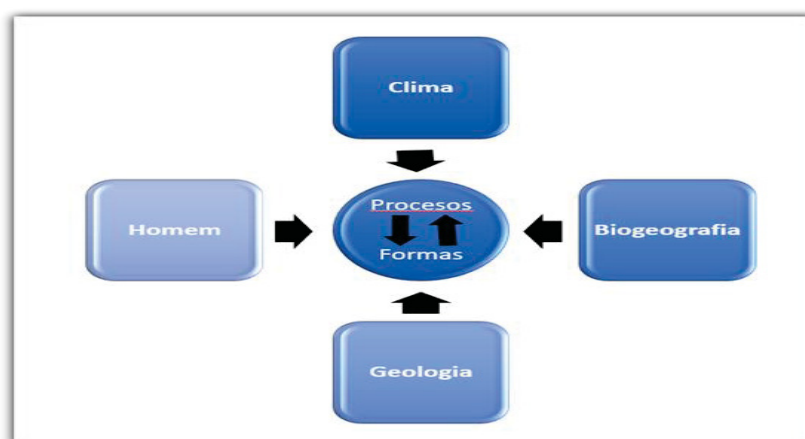 Clima
Homem
Procesos
Formas
Biogeografia
Geologia